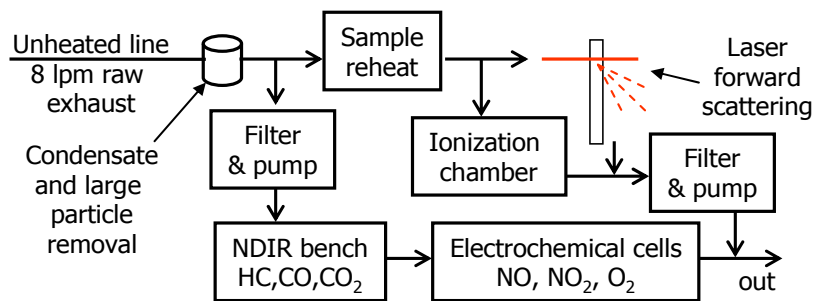 Unheated line
8 lpm raw
exhaust
Condensate
and large
particle
removal
Sample
reheat
Laser
forward
scattering
Filter
& pump
Ionization
chamber
Filter
& pump
NDIR bench
HC,CO,CO₂
Electrochemical cells
NO, NO₂, O₂
out